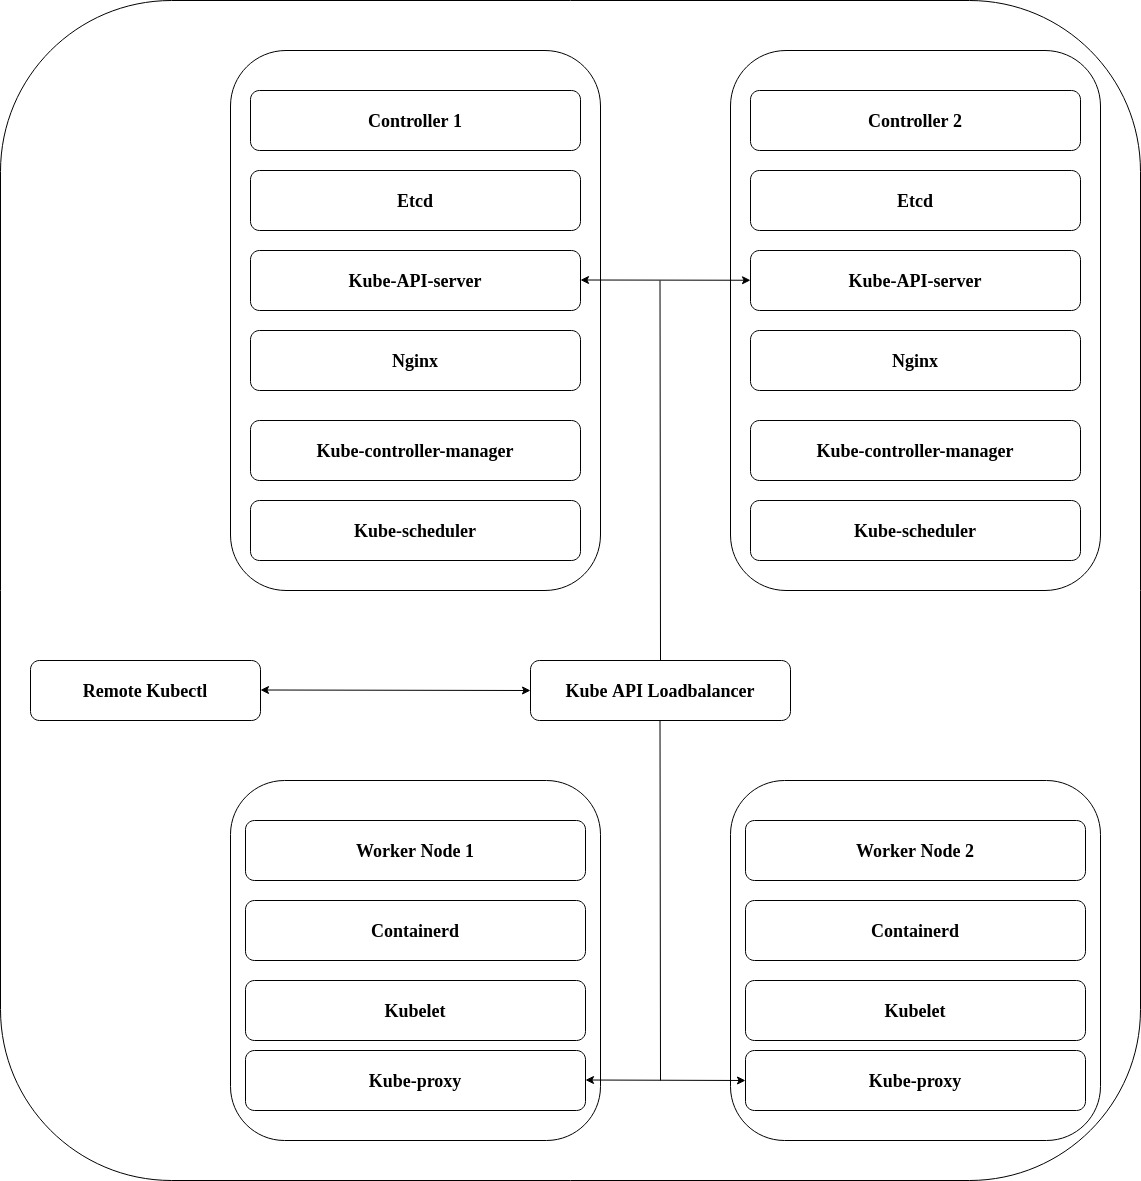 Controller 1
Etcd
Kube-API-server
Nginx
Kube-controller-manager
Kube-scheduler
Controller 2
Etcd
Kube-API-server
Nginx
Kube-controller-manager
Kube-scheduler
Remote Kubectl
Kube API Loadbalancer
Worker Node 1
Containerd
Kubelet
Kube-proxy
Worker Node 2
Containerd
Kubelet
Kube-proxy